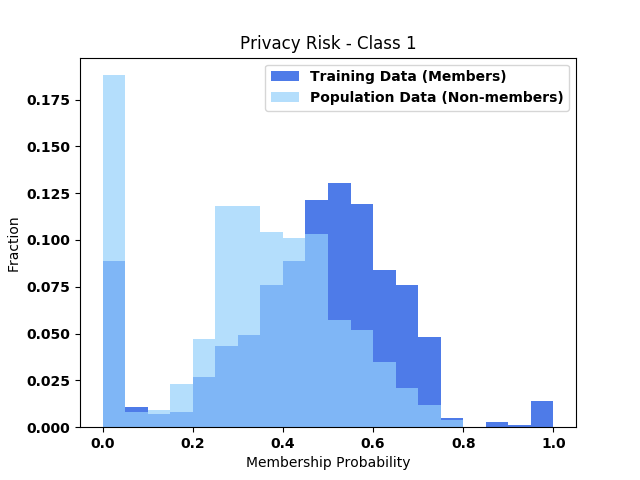 Privacy Risk - Class 1
Training Data (Members)
Population Data (Non-members)
0.175
0.150
0.125
0.100
0.075
0.050
0.025
0.000
Fraction
0.0 0.2 0.4 0.6 0.8 1.0
Membership Probability